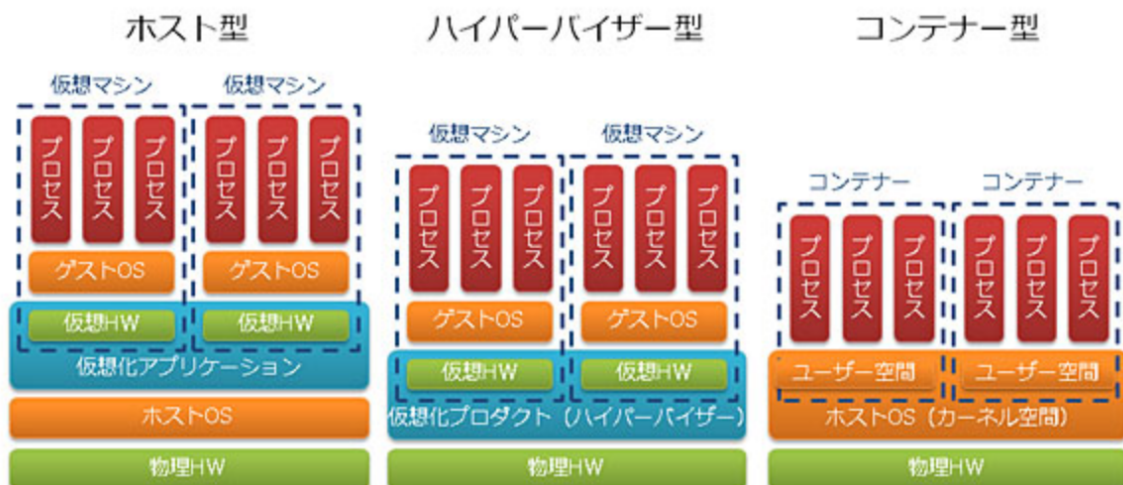 ホスト型
仮想マシン 仮想マシン
プロセス プロセス プロセス プロセス プロセス プロセス
ゲストOS ゲストOS
仮想HW 仮想HW
仮想化アプリケーション
ホストOS
物理HW
ハイパーバイザー型
仮想マシン 仮想マシン
プロセス プロセス プロセス プロセス プロセス プロセス
ゲストOS ゲストOS
仮想HW 仮想HW
仮想化プロダクト（ハイパーバイザー）
物理HW
コンテナー型
コンテナー コンテナー
プロセス プロセス プロセス プロセス プロセス プロセス
ユーザー空間 ユーザー空間
ホストOS（カーネル空間）
物理HW